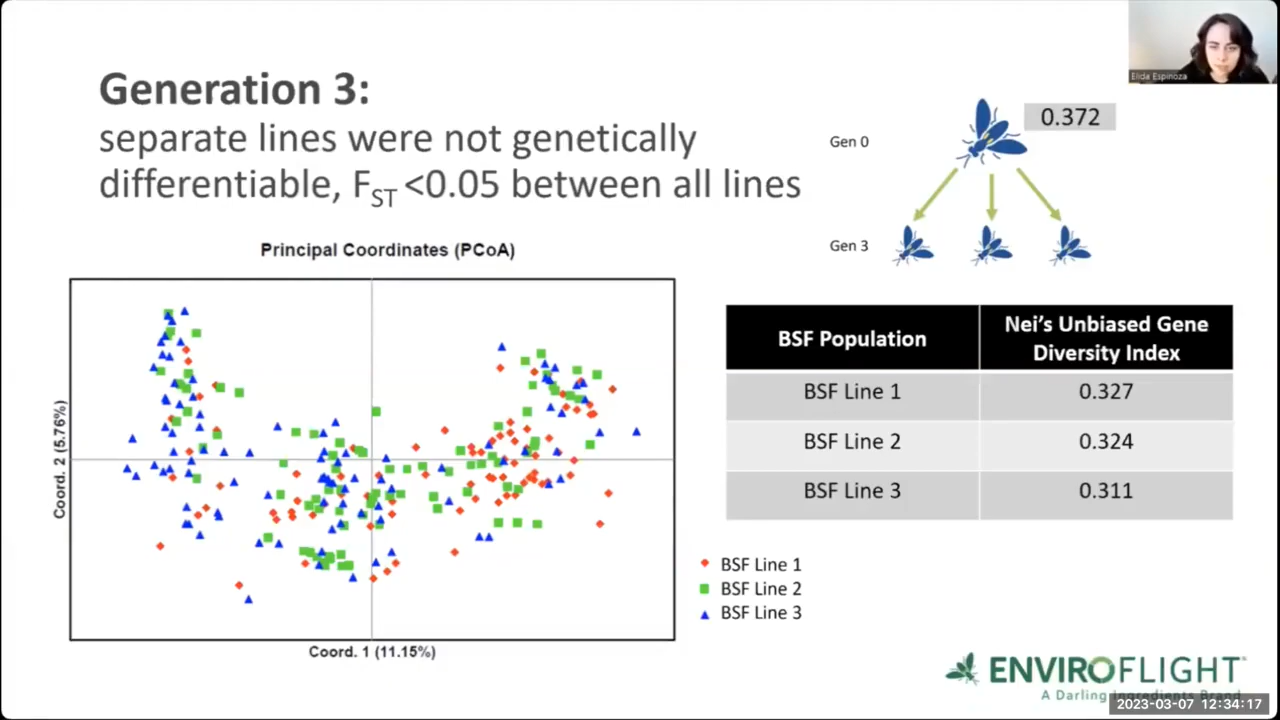 Elida Espinoza
Generation 3:
separate lines were not genetically
differentiable, FST <0.05 between all lines
0.372
Gen 0
Gen 3
Principal Coordinates (PCoA)
Coord. 2 (5.76%)
Coord. 1 (11.15%)
BSF Population
Nei's Unbiased Gene
Diversity Index
BSF Line 1 0.327
BSF Line 2 0.324
BSF Line 3 0.311
BSF Line 1
BSF Line 2
BSF Line 3
ENVIROFLIGHT™
A Darling Ingredients Brand
2023-03-07 12:34:17